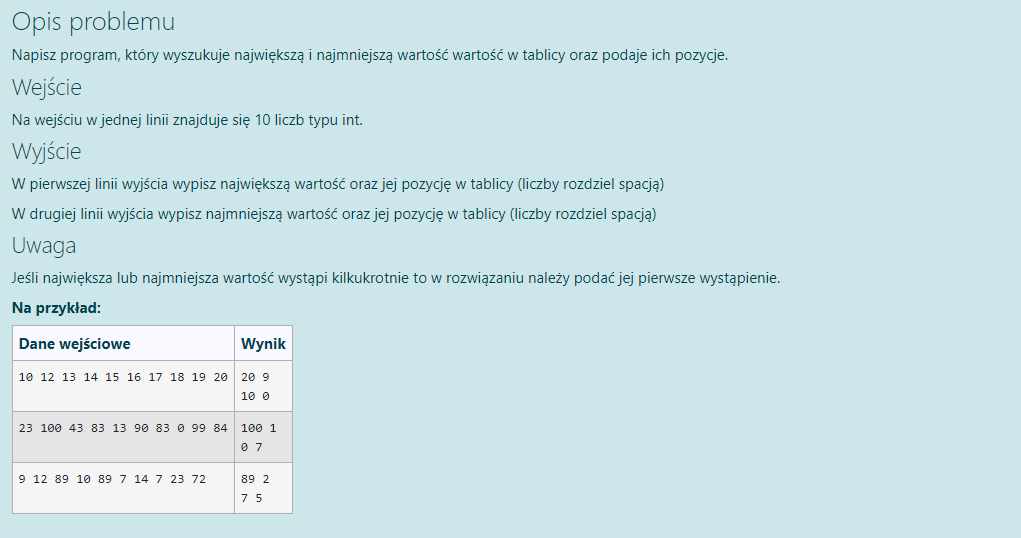 Opis problemu
Napisz program, który wyszukuje największą i najmniejszą wartość wartość w tablicy oraz podaje ich pozycje.
Wejście
Na wejściu w jednej linii znajduje się 10 liczb typu int.
Wyjście
W pierwszej linii wyjścia wypisz największą wartość oraz jej pozycję w tablicy (liczby rozdziel spacją)
W drugiej linii wyjścia wypisz najmniejszą wartość oraz jej pozycję w tablicy (liczby rozdziel spacją)
Uwaga
Jeśli największa lub najmniejsza wartość wystąpi kilkukrotnie to w rozwiązaniu należy podać jej pierwsze wystąpienie.
Na przykład:
Dane wejściowe Wynik
10 12 13 14 15 16 17 18 19 20 20 9
10 0
23 100 43 83 13 90 83 0 99 84 100 1
0 7
9 12 89 10 89 7 14 7 23 72 89 2
7 5